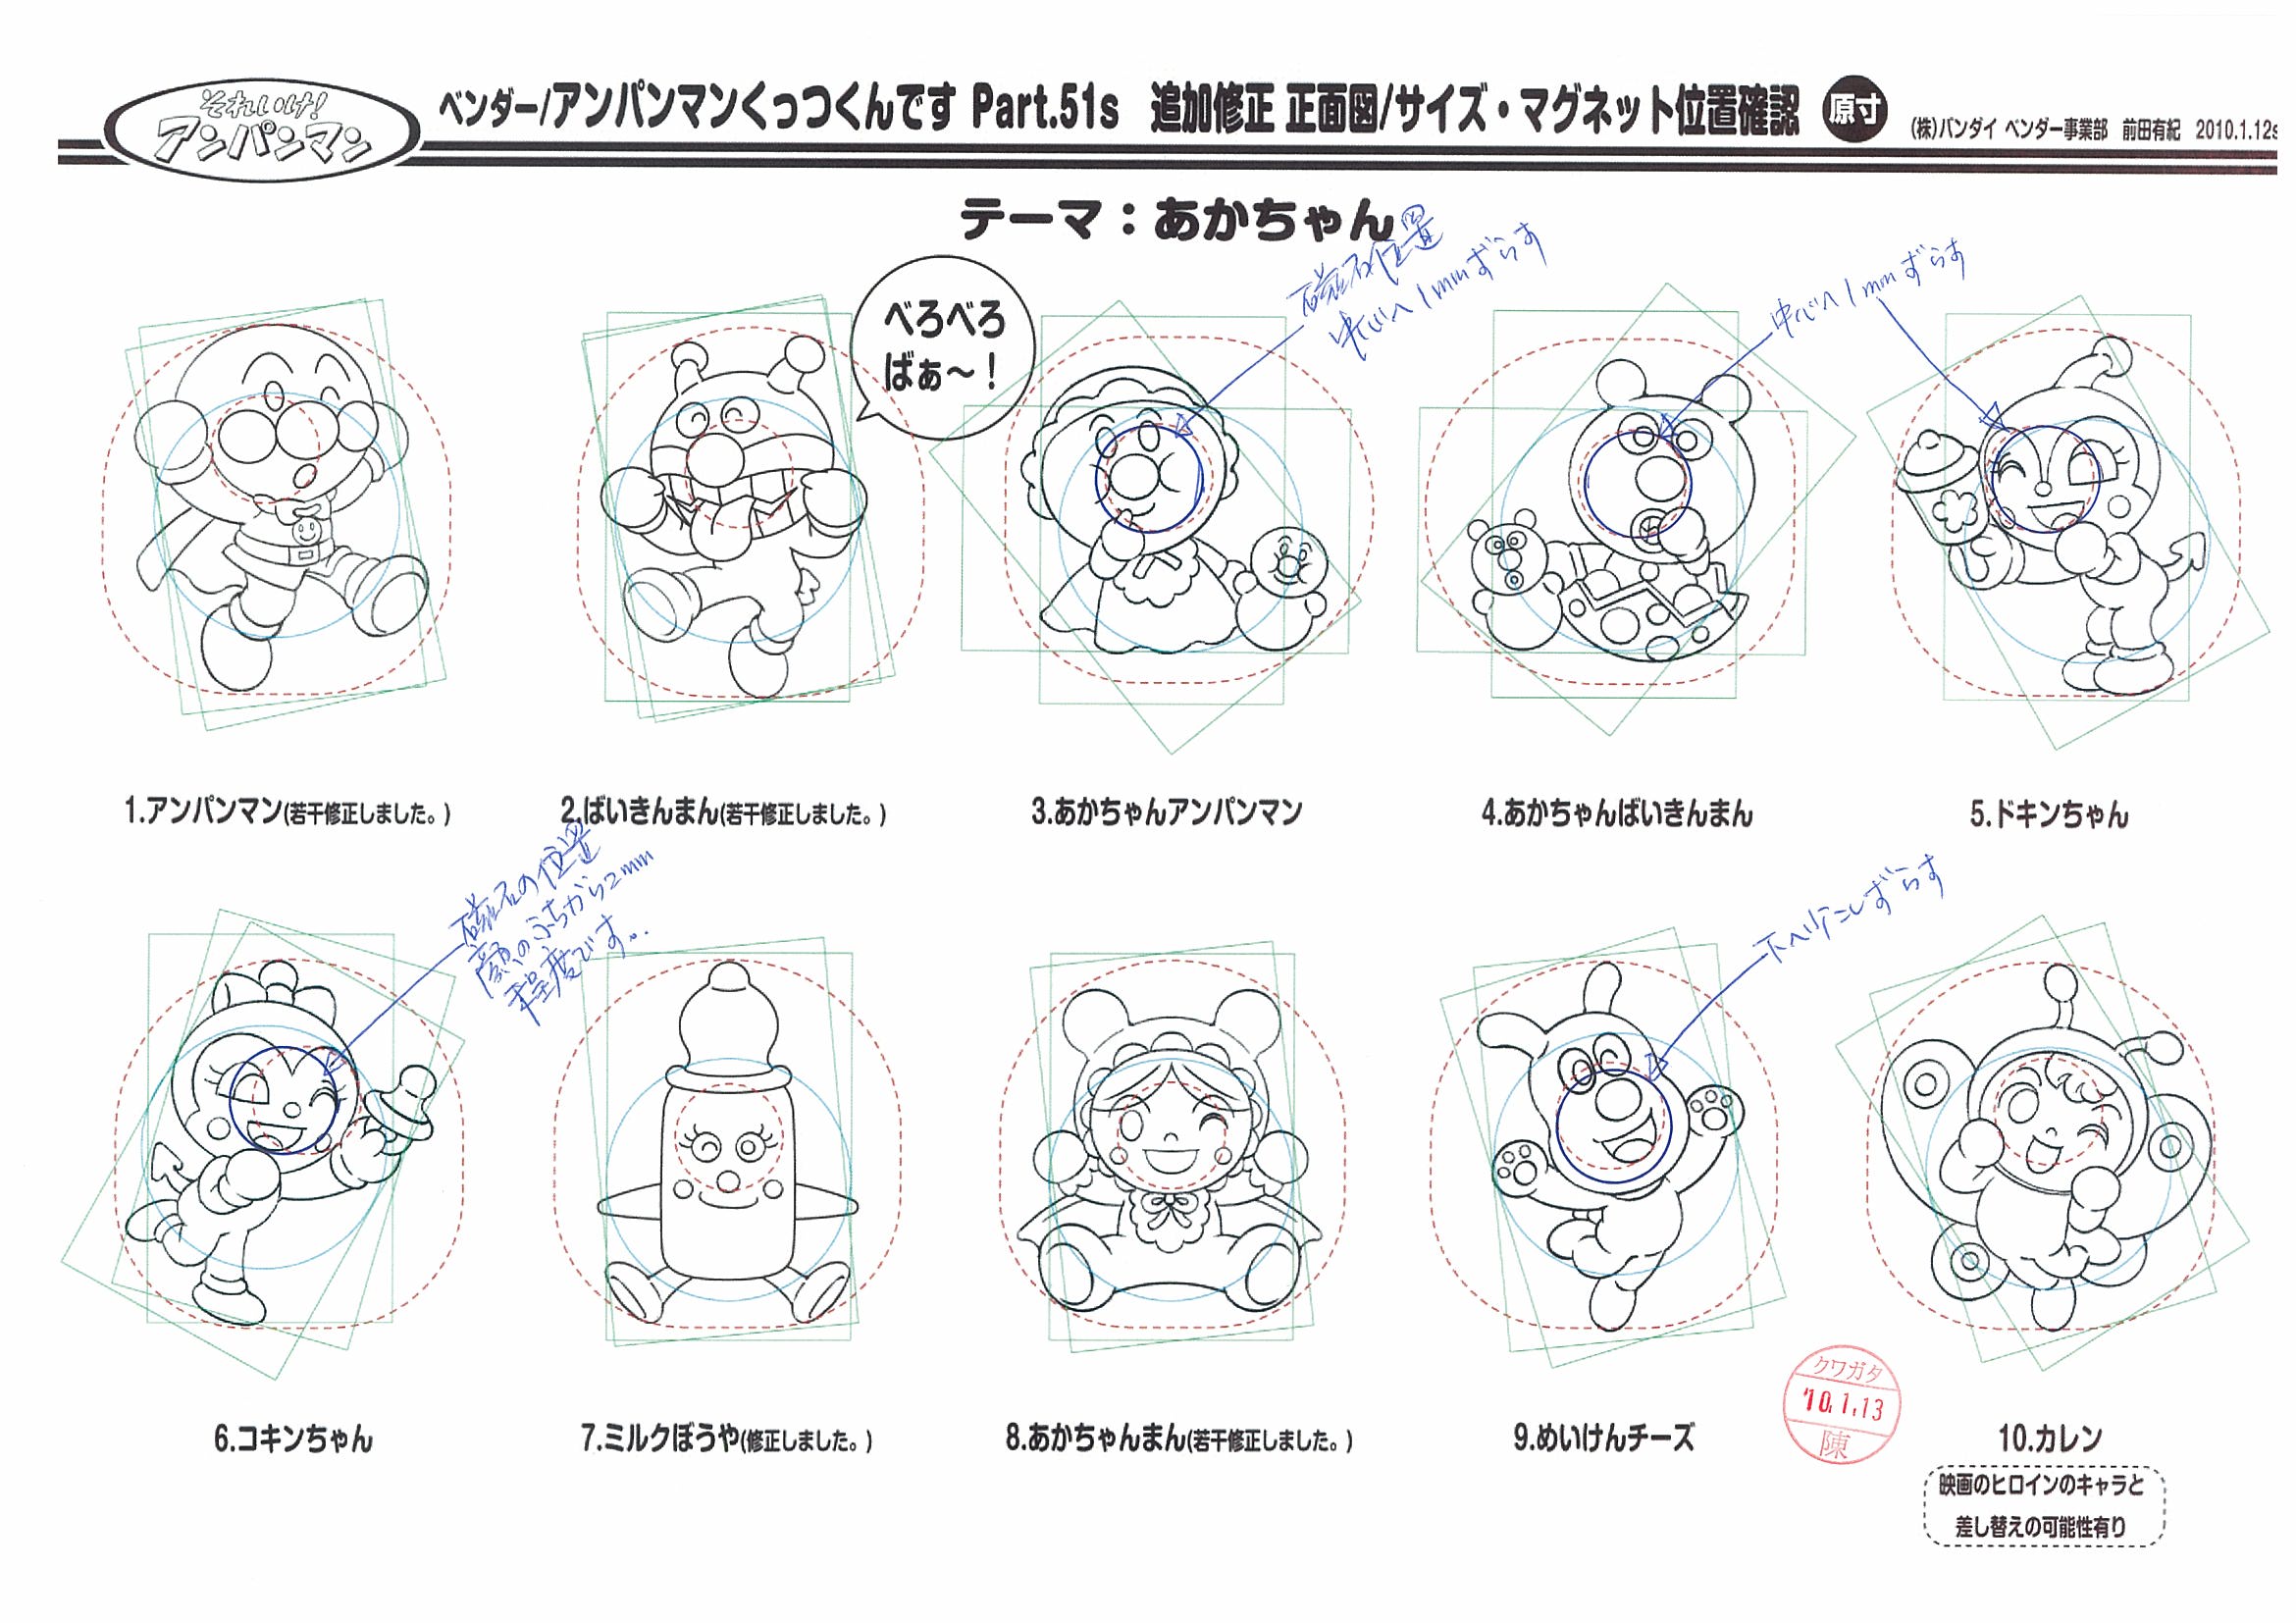 それいけ!
アンパンマン
ベンダー/アンパンマンくっつくんです Part.51s 追加修正 正面図/サイズ・マグネット位置確認 原寸
(株)バンダイ ベンダー事業部 前田有紀 2010.1.12s
テーマ:あかちゃん
べろべろ
ばぁ〜!
磁石位置
中心へ1mmずらす
中心へ1mmずらす
1.アンパンマン(若干修正しました。)
2.ばいきんまん(若干修正しました。)
3.あかちゃんアンパンマン
4.あかちゃんばいきんまん
5.ドキンちゃん
磁石の位置
顔のふちから2mm
程度です。
下へ少しずらす
6.コキンちゃん
7.ミルクぼうや(修正しました。)
8.あかちゃんまん(若干修正しました。)
9.めいけんチーズ
10.カレン
クワガタ
'10.1.13
陳
映画のヒロインのキャラと
差し替えの可能性有り